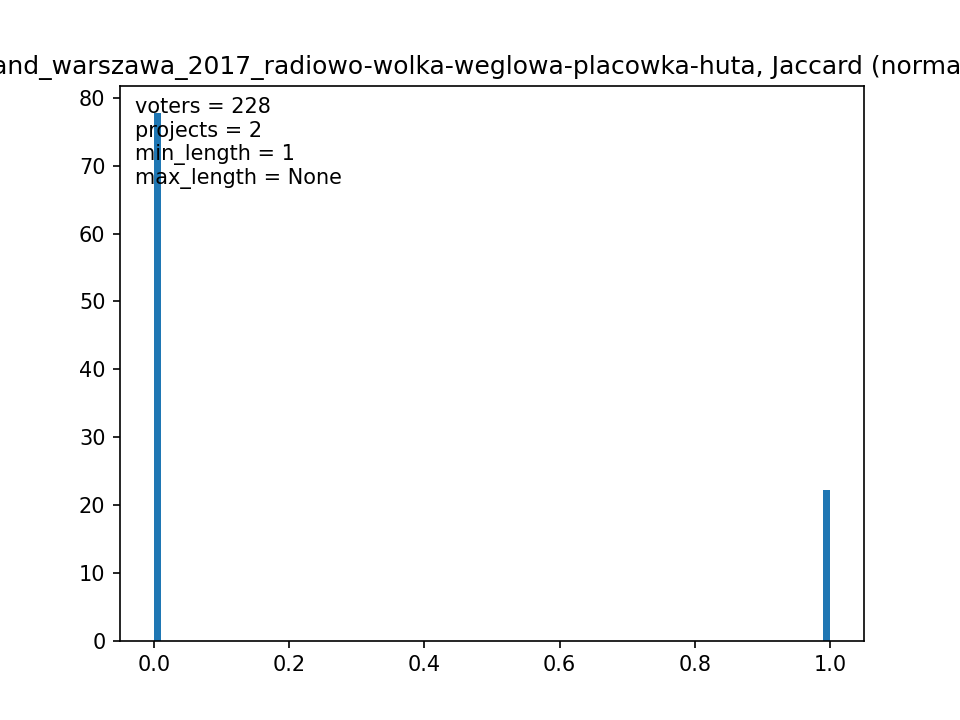 and_warszawa_2017_radiowo-wolka-weglowa-placowka-huta, Jaccard (norma
voters = 228
projects = 2
min_length = 1
max_length = None
80
70
60
50
40
30
20
10
0
0.0 0.2 0.4 0.6 0.8 1.0